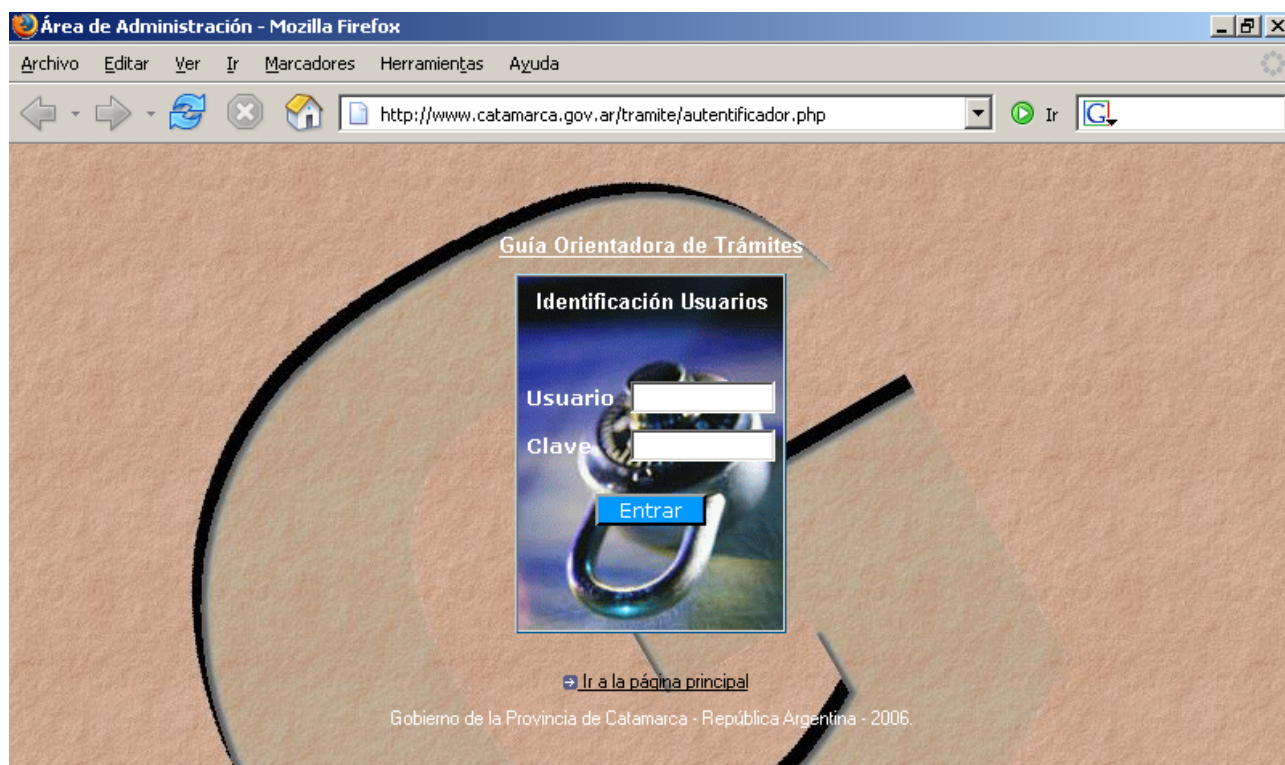 Área de Administración - Mozilla Firefox
Archivo Editar Ver Ir Marcadores Herramientas Ayuda
http://www.catamarca.gov.ar/tramite/autentificador.php Ir G
Guía Orientadora de Trámites
Identificación Usuarios
Usuario
Clave
Entrar
Ir a la página principal
Gobierno de la Provincia de Catamarca - República Argentina - 2006.